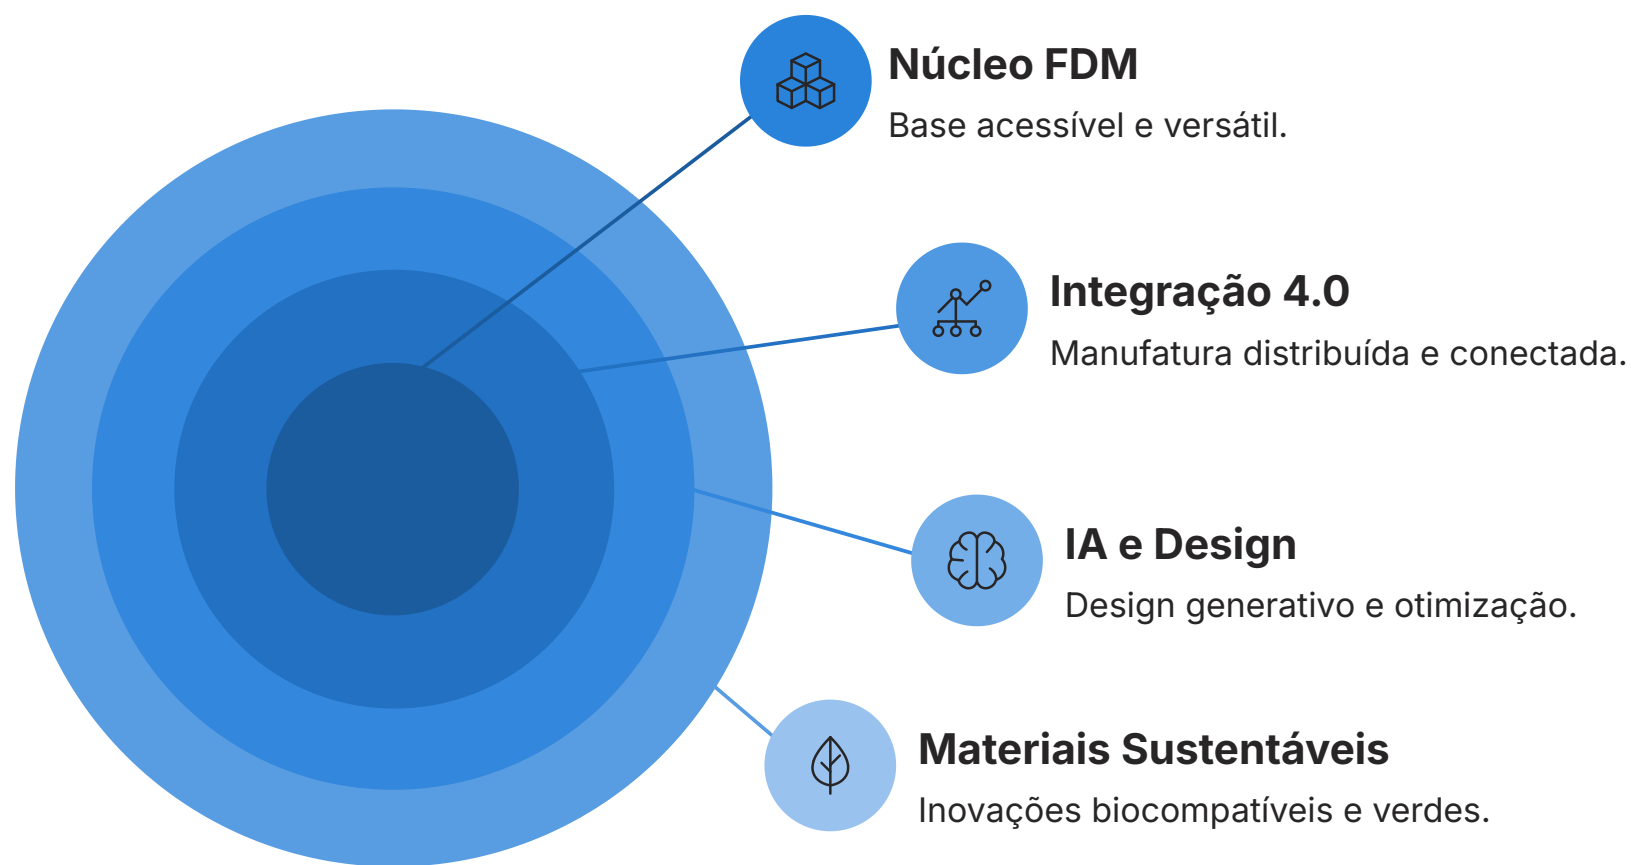 Núcleo FDM
Base acessível e versátil.
Integração 4.0
Manufatura distribuída e conectada.
IA e Design
Design generativo e otimização.
Materiais Sustentáveis
Inovações biocompatíveis e verdes.